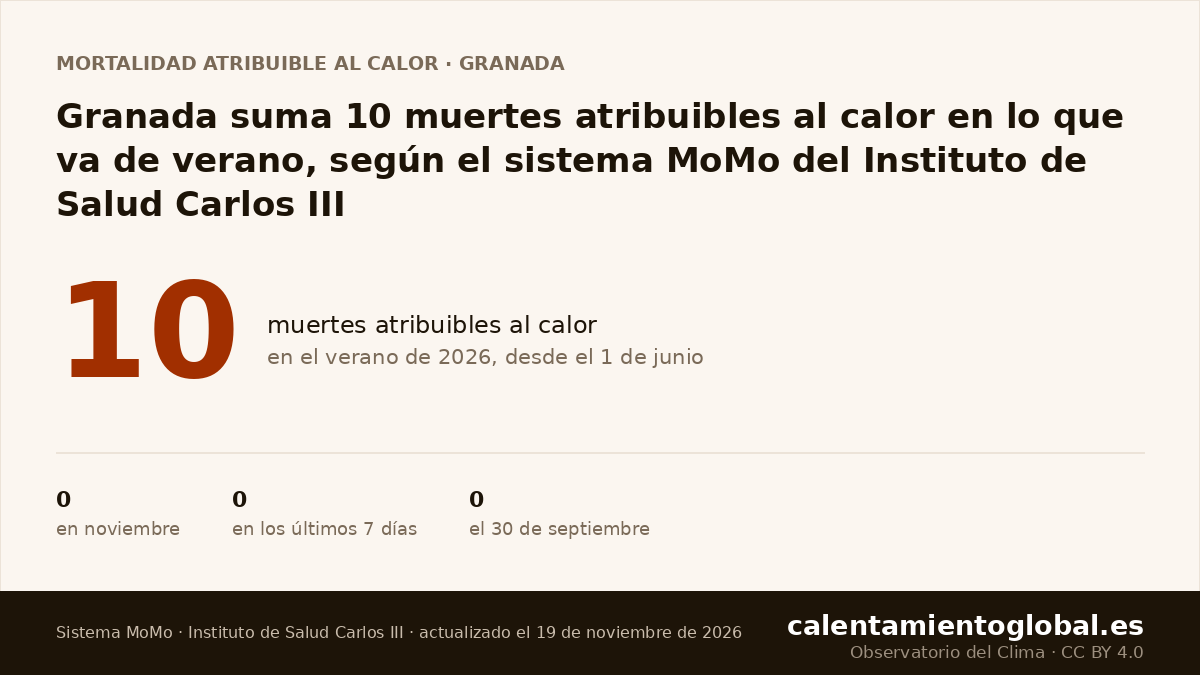 MORTALIDAD ATRIBUIBLE AL CALOR · GRANADA
Granada suma 10 muertes atribuibles al calor en lo que
va de verano, según el sistema MoMo del Instituto de
Salud Carlos III
10
muertes atribuibles al calor
en el verano de 2026, desde el 1 de junio
0
en noviembre
0
en los últimos 7 días
0
el 30 de septiembre
Sistema MoMo · Instituto de Salud Carlos III · actualizado el 19 de noviembre de 2026
calentamientoglobal.es
Observatorio del Clima · CC BY 4.0